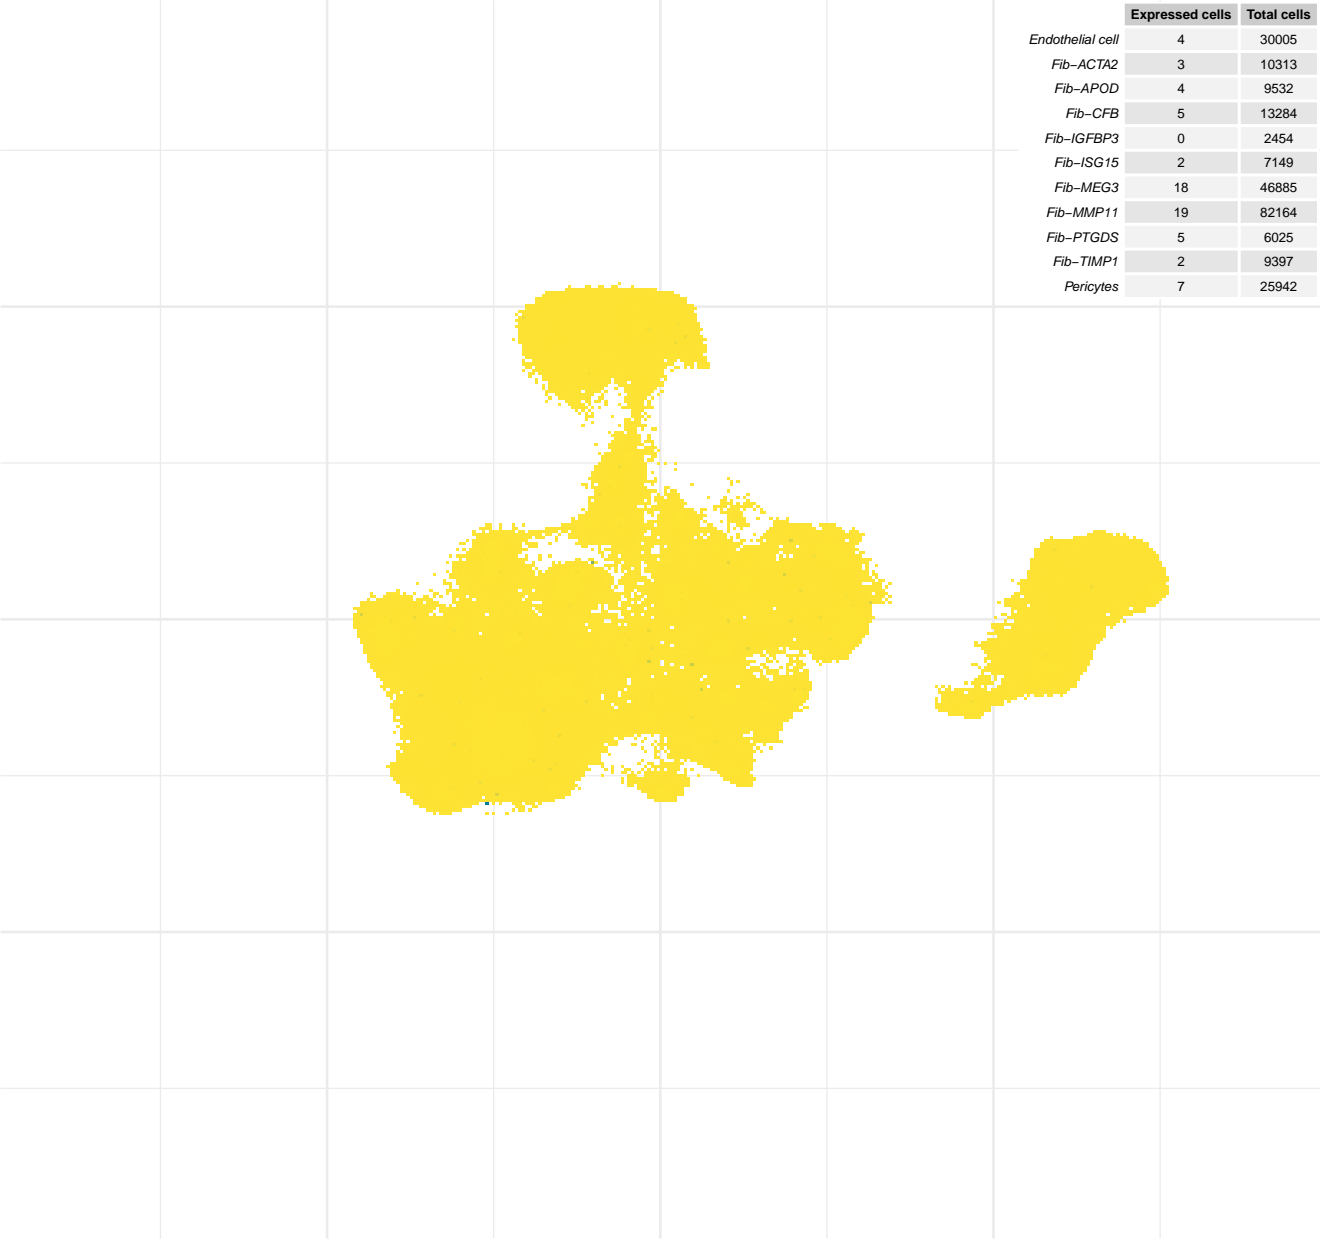 Expressed cells Total cells
Endothelial cell 4 30005
Fib−ACTA2 3 10313
Fib−APOD 4 9532
Fib−CFB 5 13284
Fib−IGFBP3 0 2454
Fib−ISG15 2 7149
Fib−MEG3 18 46885
Fib−MMP11 19 82164
Fib−PTGDS 5 6025
Fib−TIMP1 2 9397
Pericytes 7 25942